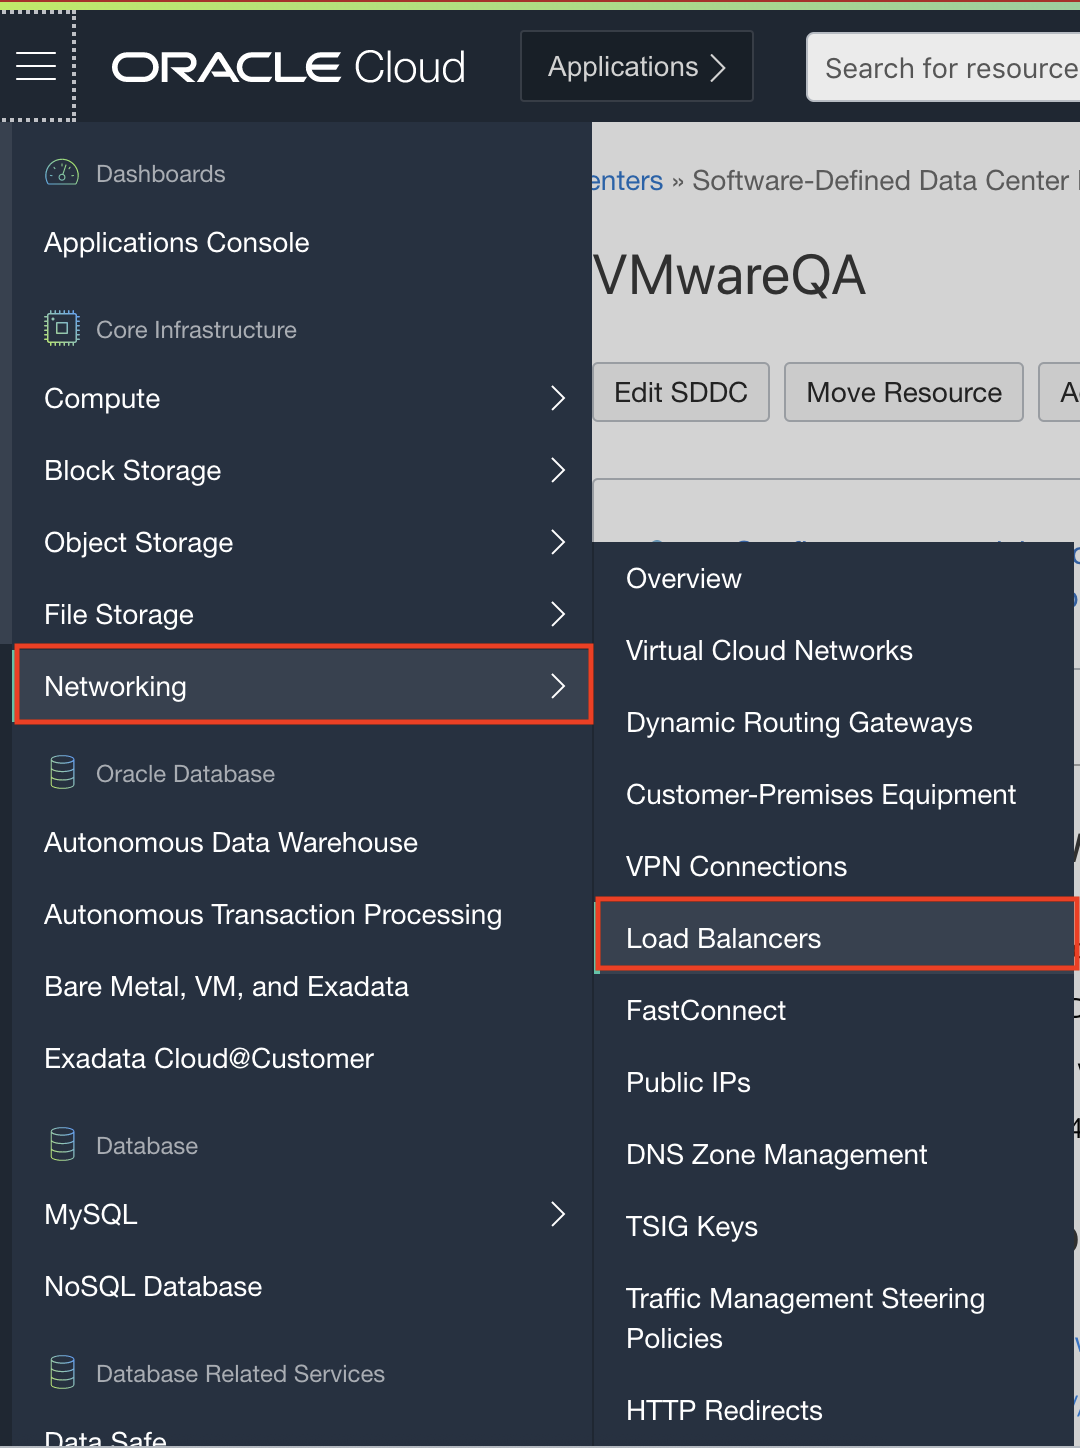 ORACLE Cloud
Applications
Search for resource
Dashboards
Applications Console
Core Infrastructure
Compute
Block Storage
Object Storage
File Storage
Networking
Oracle Database
Autonomous Data Warehouse
Autonomous Transaction Processing
Bare Metal, VM, and Exadata
Exadata Cloud@Customer
Database
MySQL
NoSQL Database
Database Related Services
Data Safe
enters » Software-Defined Data Center
VMwareQA
Edit SDDC
Move Resource
Overview
Virtual Cloud Networks
Dynamic Routing Gateways
Customer-Premises Equipment
VPN Connections
Load Balancers
FastConnect
Public IPs
DNS Zone Management
TSIG Keys
Traffic Management Steering
Policies
HTTP Redirects